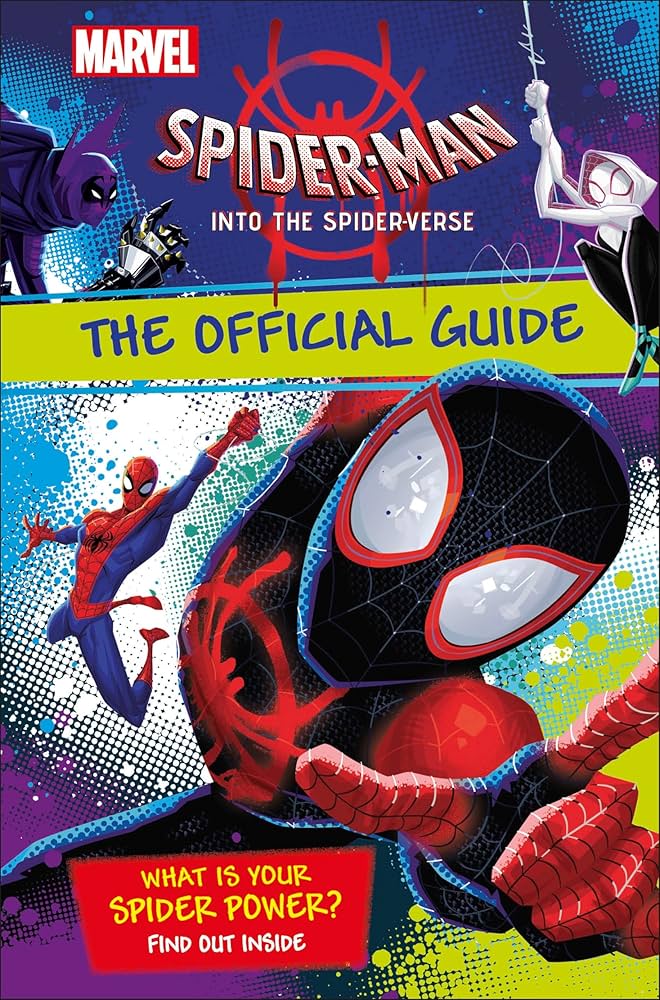 MARVEL
SPIDER-MAN
INTO THE SPIDER-VERSE
THE OFFICIAL GUIDE
WHAT IS YOUR
SPIDER POWER?
FIND OUT INSIDE